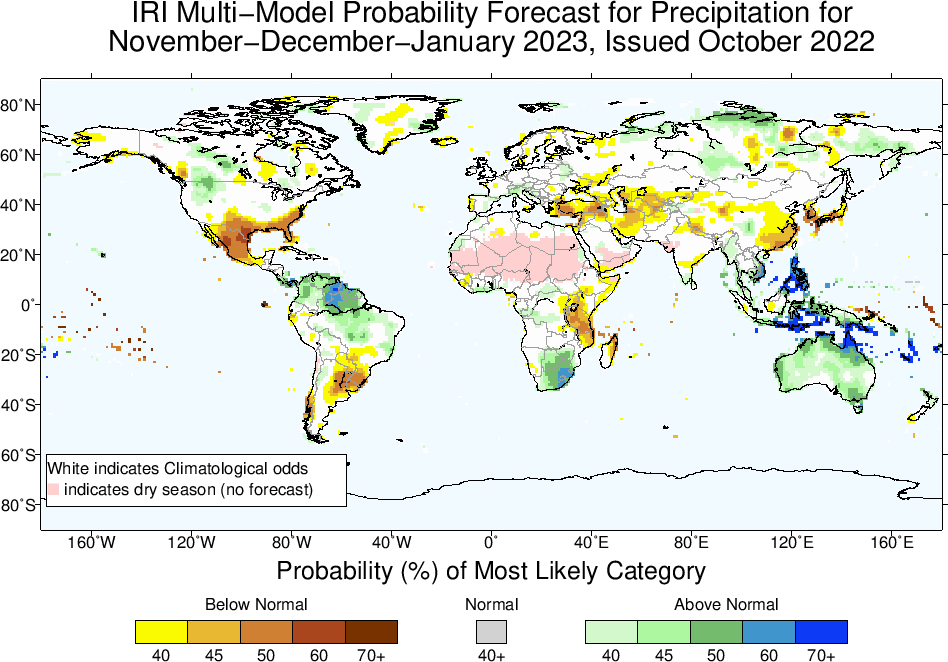 IRI Multi−Model Probability Forecast for Precipitation for
November−December−January 2023, Issued October 2022
80˚N
60˚N
40˚N
20˚N
0˚
20˚S
40˚S
60˚S
80˚S
White indicates Climatological odds
indicates dry season (no forecast)
160˚W 120˚W 80˚W 40˚W 0˚ 40˚E 80˚E 120˚E 160˚E
Probability (%) of Most Likely Category
Below Normal Normal Above Normal
40 45 50 60 70+ 40+ 40 45 50 60 70+